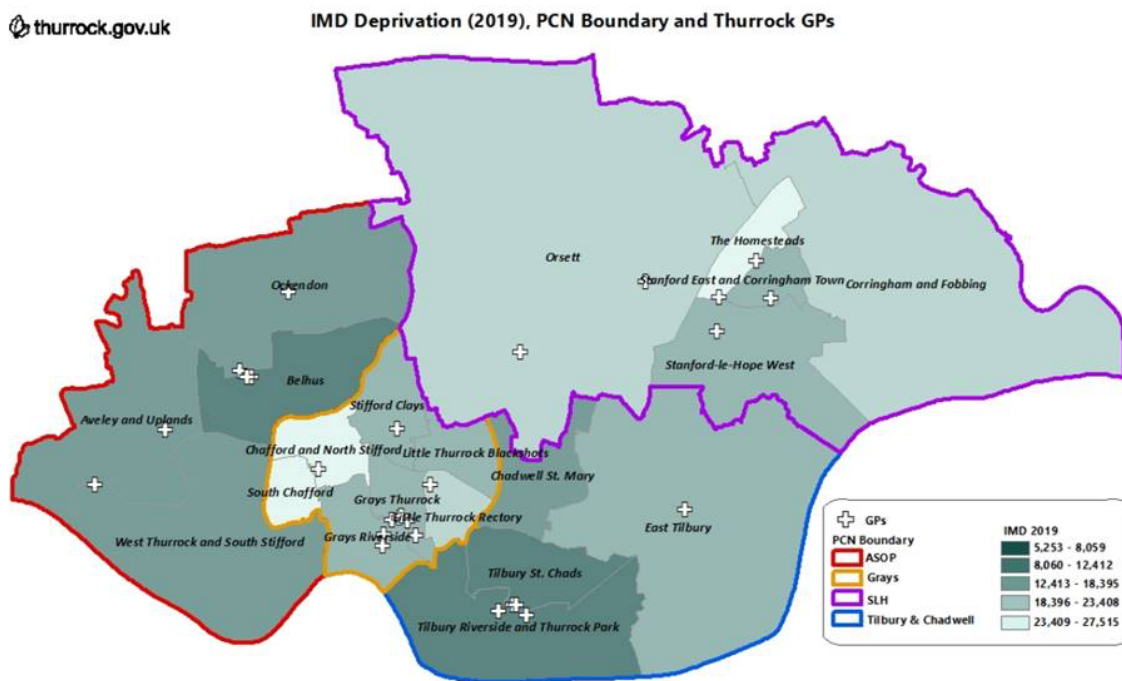 thurrock.gov.uk
IMD Deprivation (2019), PCN Boundary and Thurrock GPs
Orsett
The Homesteads
Stanford East and Corringham Town
Corringham and Fobbing
Stanford-le-Hope West
Ockendon
Belhus
Aveley and Uplands
Stifford Clays
Chafford and North Stifford
Little Thurrock Blackshots
Chadwell St. Mary
South Chafford
Grays Thurrock
Little Thurrock Rectory
East Tilbury
West Thurrock and South Stifford
Grays Riverside
Tilbury St. Chads
Tilbury Riverside and Thurrock Park
GPs
PCN Boundary
ASOP
Grays
SLH
Tilbury & Chadwell
IMD 2019
5,253 - 8,059
8,060 - 12,412
12,413 - 18,395
18,396 - 23,408
23,409 - 27,515